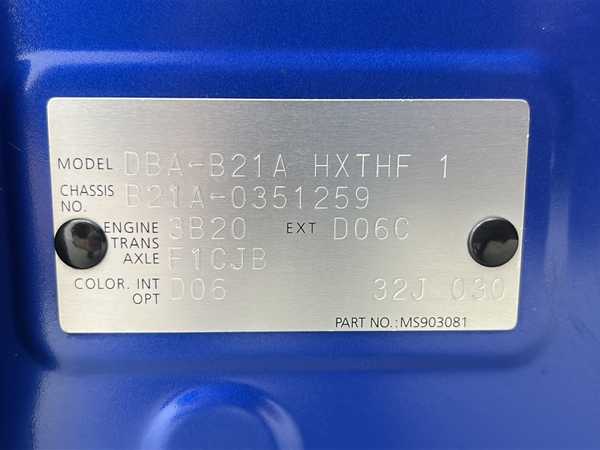 MODEL DBA-B21A HXTHF 1
CHASSIS NO. B21A-0351259
ENGINE 3B20 EXT D06C
TRANS AXLE F1CJB
COLOR. INT OPT D06 32J 030
PART NO.:MS903081